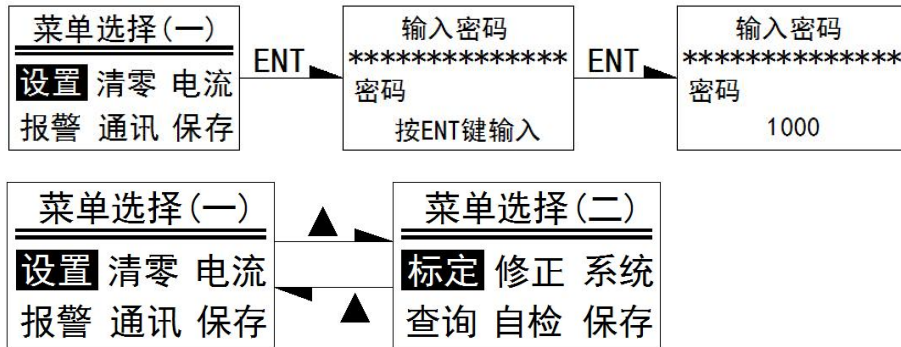 菜单选择(一)
设置 清零 电流
报警 通讯 保存
ENT
输入密码
**************
密码
按ENT键输入
ENT
输入密码
**************
密码
1000
菜单选择(一)
设置 清零 电流
报警 通讯 保存
▲
▲
菜单选择(二)
标定 修正 系统
查询 自检 保存